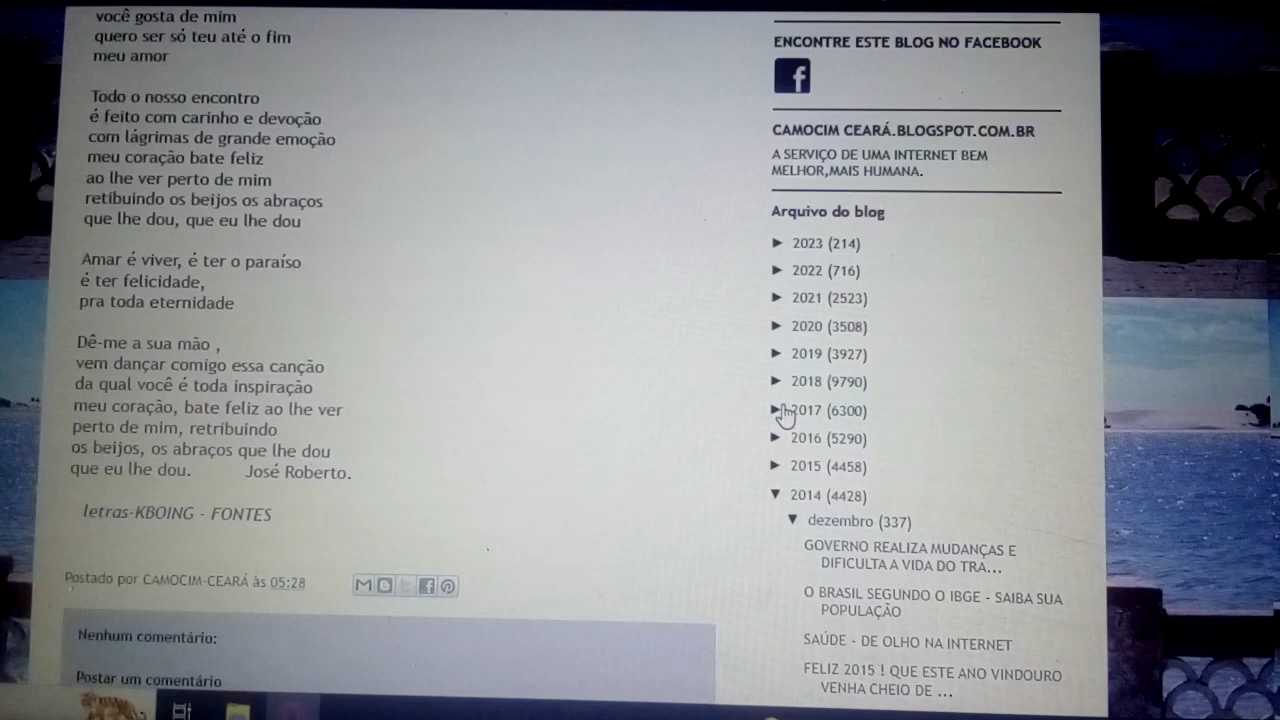 você gosta de mim
quero ser só teu até o fim
meu amor
Todo o nosso encontro
é feito com carinho e devoção
com lágrimas de grande emoção
meu coração bate feliz
ao lhe ver perto de mim
retibuindo os beijos os abraços
que lhe dou, que eu lhe dou
Amar é viver, é ter o paraíso
é ter felicidade,
pra toda eternidade
Dê-me a sua mão ,
vem dançar comigo essa canção
da qual você é toda inspiração
meu coração, bate feliz ao lhe ver
perto de mim, retribuindo
os beijos, os abraços que lhe dou
que eu lhe dou. José Roberto.
letras-KBOING - FONTES
Postado por CAMOCIM-CEARÁ às 05:28
Nenhum comentário:
Postar um comentário
ENCONTRE ESTE BLOG NO FACEBOOK
CAMOCIM CEARÁ.BLOGSPOT.COM.BR
A SERVIÇO DE UMA INTERNET BEM
MELHOR,MAIS HUMANA.
Arquivo do blog
► 2023 (214)
► 2022 (716)
► 2021 (2523)
► 2020 (3508)
► 2019 (3927)
► 2018 (9790)
► 2017 (6300)
► 2016 (5290)
► 2015 (4458)
▼ 2014 (4428)
▼ dezembro (337)
GOVERNO REALIZA MUDANÇAS E
DIFICULTA A VIDA DO TRA...
O BRASIL SEGUNDO O IBGE - SAIBA SUA
POPULAÇÃO
SAÚDE - DE OLHO NA INTERNET
FELIZ 2015 ! QUE ESTE ANO VINDOURO
VENHA CHEIO DE ...